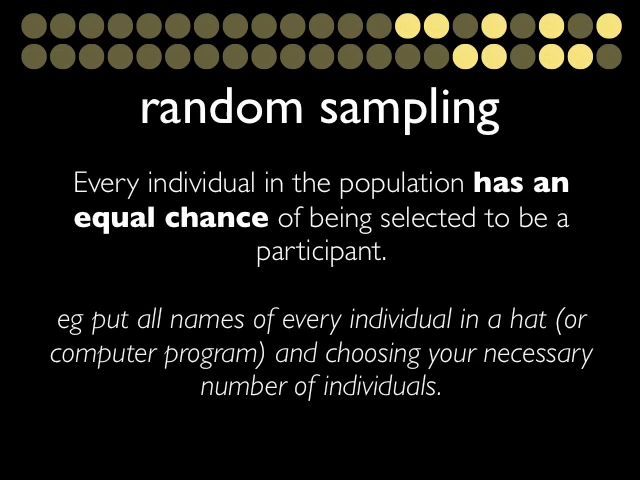 random sampling
Every individual in the population has an
equal chance of being selected to be a
participant.
eg put all names of every individual in a hat (or
computer program) and choosing your necessary
number of individuals.